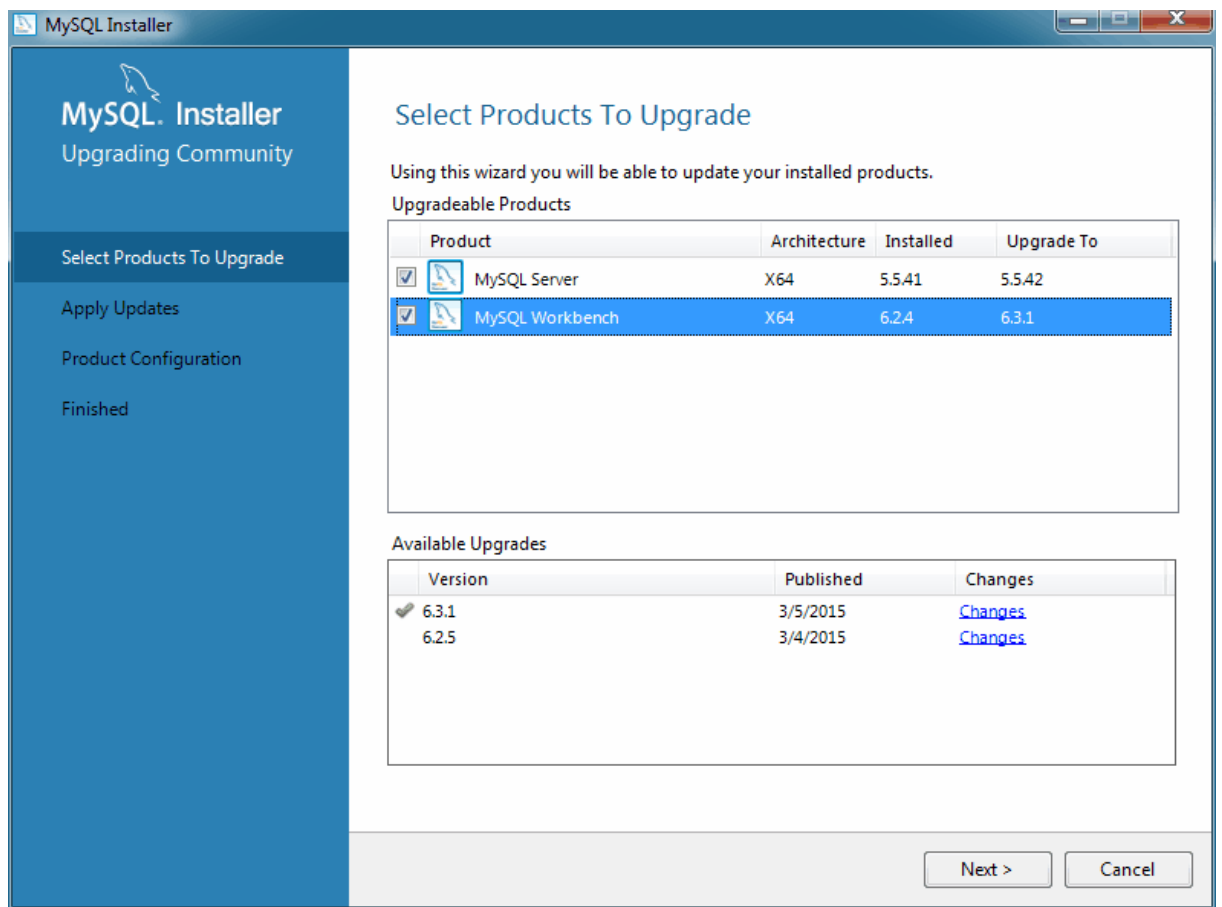 MySQL Installer
MySQL. Installer
Upgrading Community
Select Products To Upgrade
Apply Updates
Product Configuration
Finished
Select Products To Upgrade
Using this wizard you will be able to update your installed products.
Upgradeable Products
Product Architecture Installed Upgrade To
MySQL Server X64 5.5.41 5.5.42
MySQL Workbench X64 6.2.4 6.3.1
Available Upgrades
Version Published Changes
6.3.1 3/5/2015 Changes
6.2.5 3/4/2015 Changes
Next > Cancel